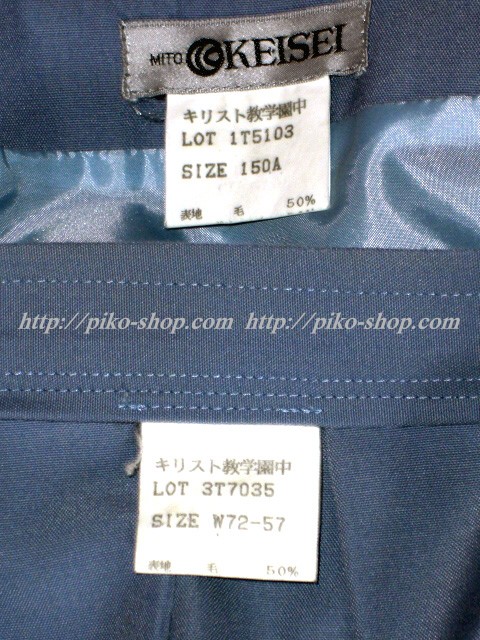 MITO KEISEI
キリスト教学園中
LOT 1T5103
SIZE 150A
表地 毛 50%
http://piko-shop.com http://piko-shop.com
キリスト教学園中
LOT 3T7035
SIZE W72-57
表地 毛 50%